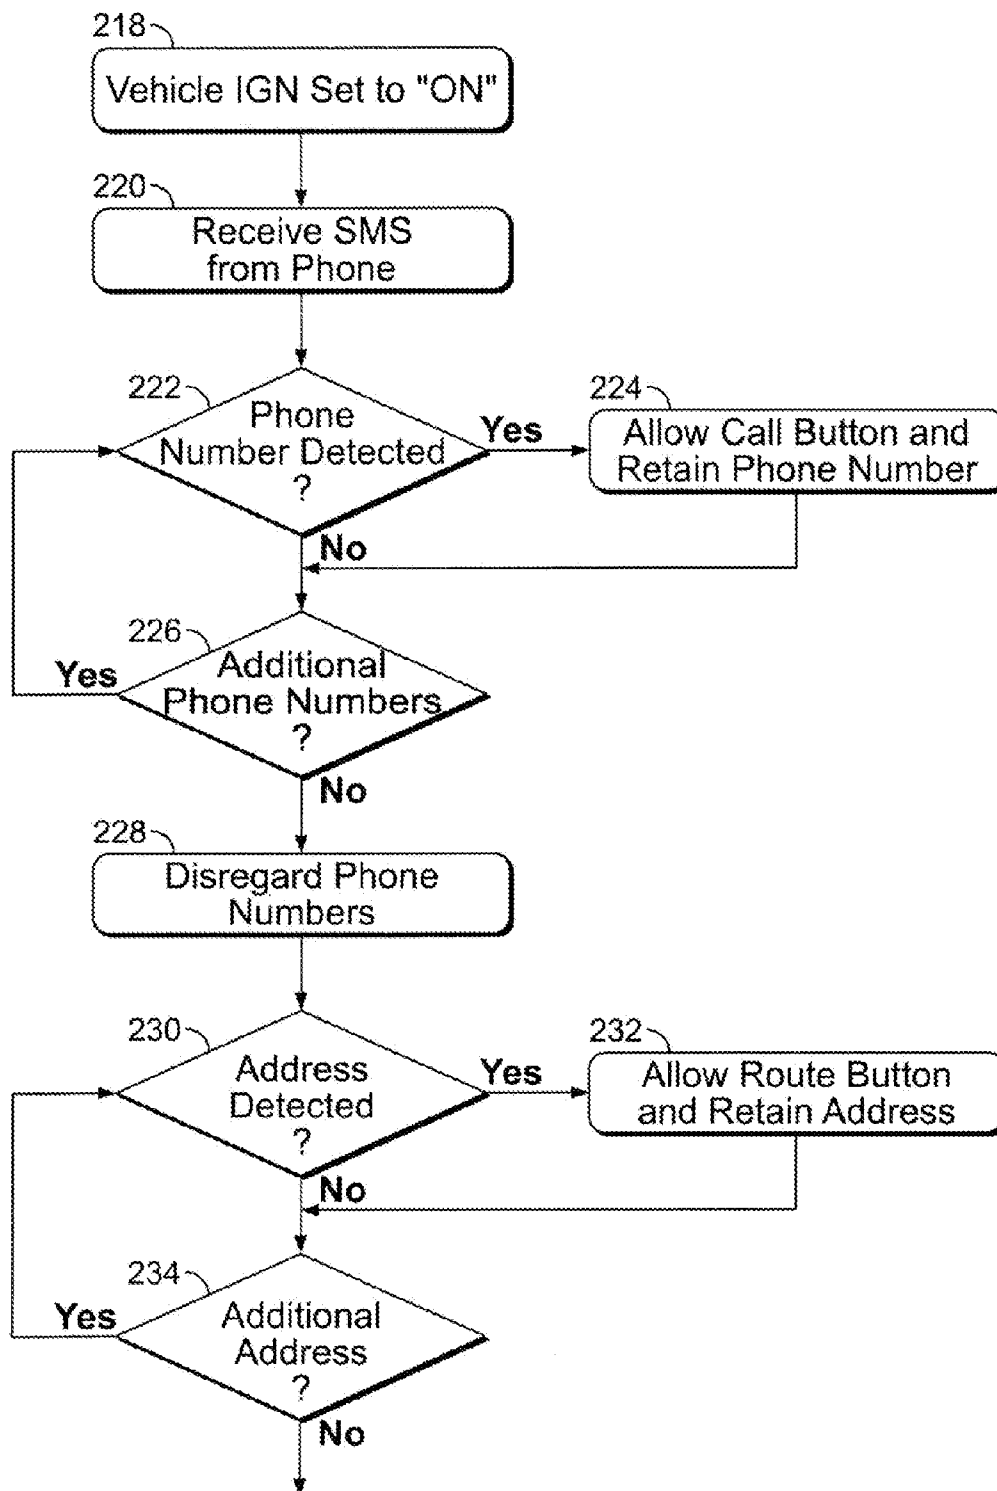 218
Vehicle IGN Set to "ON"
220
Receive SMS
from Phone
222
Phone
Number Detected
?
Yes
224
Allow Call Button and
Retain Phone Number
No
226
Additional
Phone Numbers
?
Yes
No
228
Disregard Phone
Numbers
230
Address
Detected
?
Yes
232
Allow Route Button
and Retain Address
No
234
Additional
Address
?
Yes
No